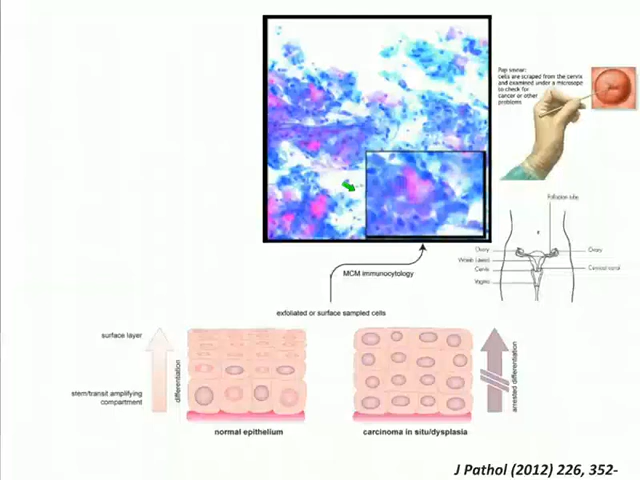 Pap smear:
cells are scraped from the cervix
and examined under a microscope
to check for
cancer or other
problems
Fallopian tube
Ovary
Ovary
Cervix
Cervical canal
Vagina
MCM immunocytology
exfoliated or surface sampled cells
surface layer
differentiation
stem/transit amplifying
compartment
arrested differentiation
normal epithelium
carcinoma in situ/dysplasia
J Pathol (2012) 226, 352-